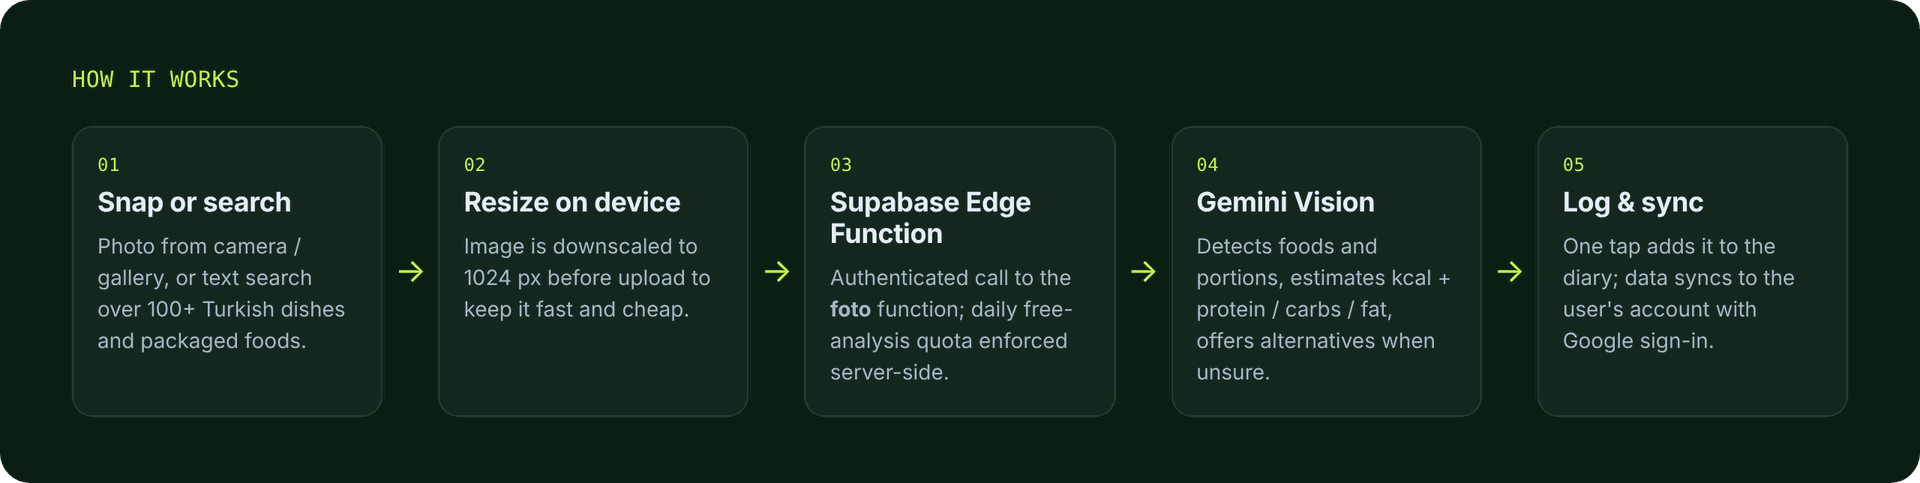 HOW IT WORKS
01
Snap or search
Photo from camera /
gallery, or text search
over 100+ Turkish dishes
and packaged foods.
→
02
Resize on device
Image is downscaled to
1024 px before upload to
keep it fast and cheap.
→
03
Supabase Edge
Function
Authenticated call to the
foto function; daily free-
analysis quota enforced
server-side.
→
04
Gemini Vision
Detects foods and
portions, estimates kcal +
protein / carbs / fat,
offers alternatives when
unsure.
→
05
Log & sync
One tap adds it to the
diary; data syncs to the
user's account with
Google sign-in.